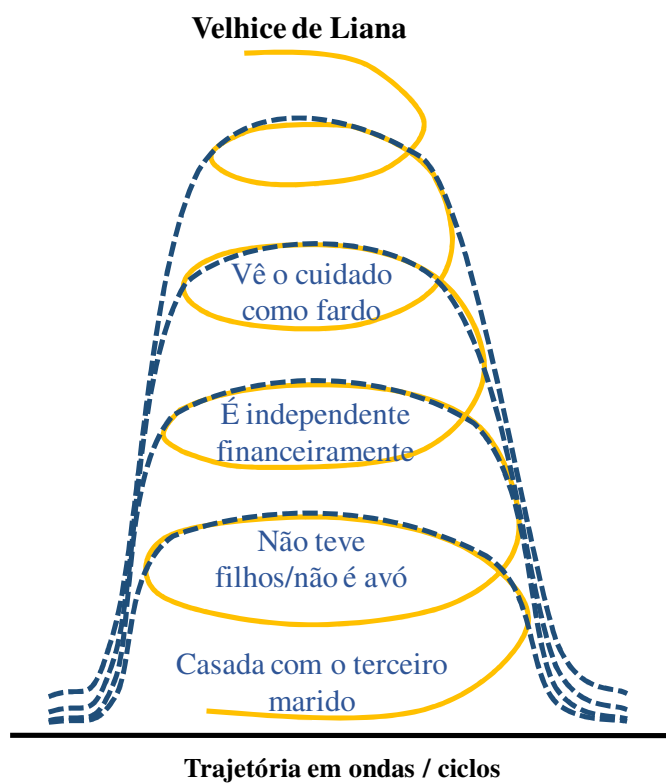 Velhice de Liana
Vê o cuidado
como fardo
É independente
financeiramente
Não teve
filhos/não é avó
Casada com o terceiro
marido
Trajetória em ondas / ciclos